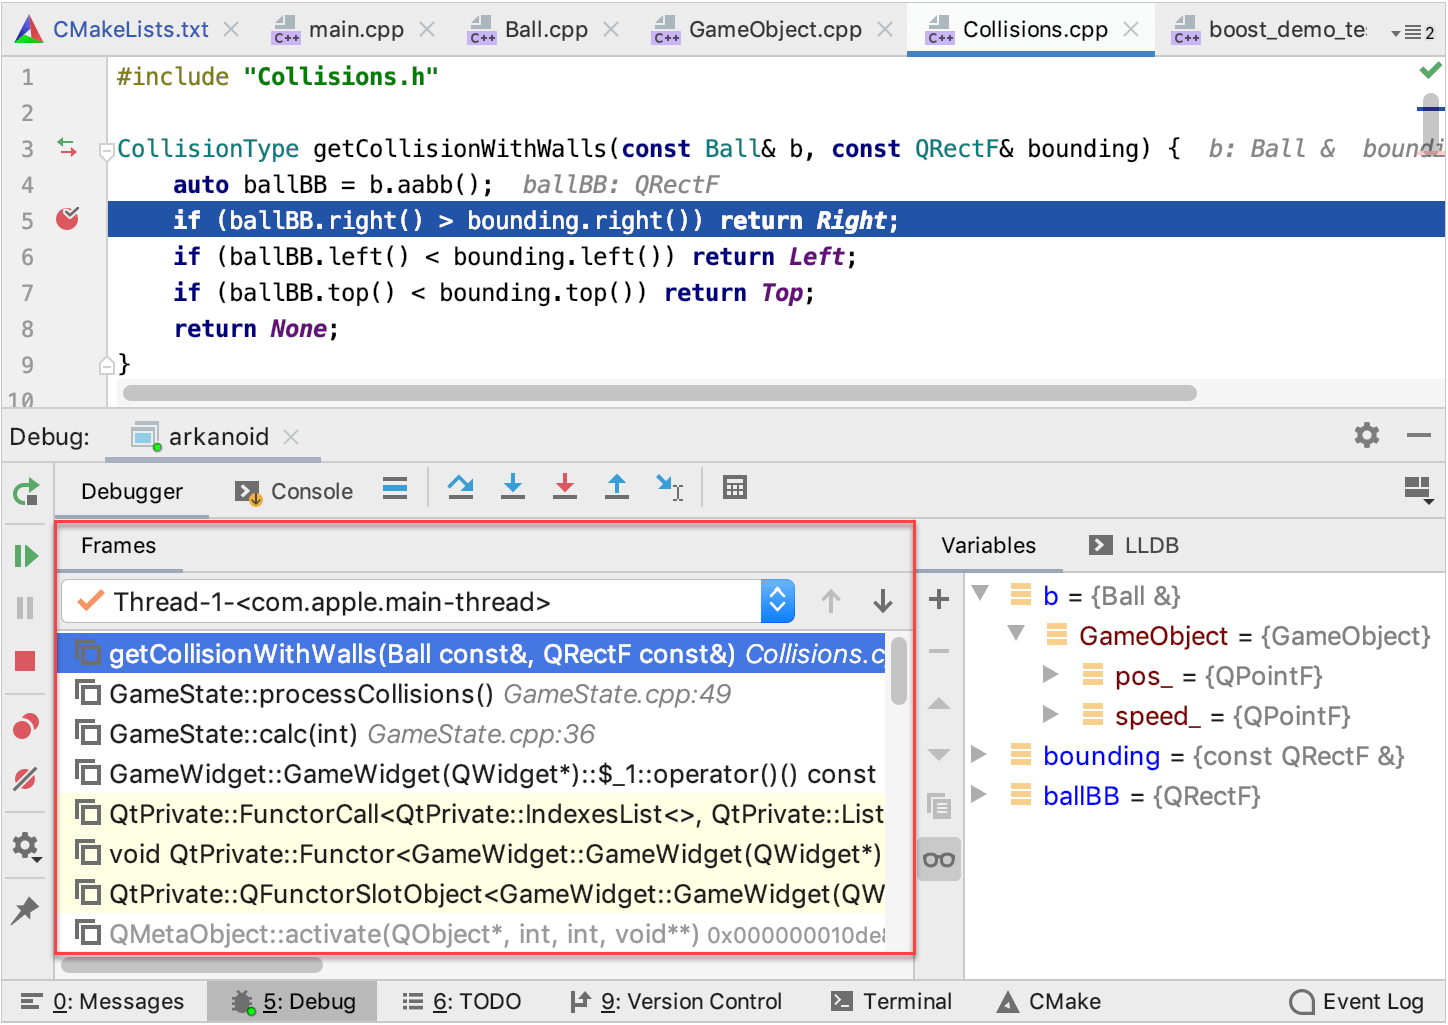 CMakeLists.txt main.cpp Ball.cpp GameObject.cpp Collisions.cpp boost_demo_te 2
1 #include "Collisions.h"
2
3 CollisionType getCollisionWithWalls(const Ball& b, const QRectF& bounding) { b: Ball & boundi
4 auto ballBB = b.aabb(); ballBB: QRectF
5 if (ballBB.right() > bounding.right()) return Right;
6 if (ballBB.left() < bounding.left()) return Left;
7 if (ballBB.top() < bounding.top()) return Top;
8 return None;
9 }
10
Debug: arkanoid
Debugger Console
Frames
Thread-1-<com.apple.main-thread>
getCollisionWithWalls(Ball const&, QRectF const&) Collisions.c
GameState::processCollisions() GameState.cpp:49
GameState::calc(int) GameState.cpp:36
GameWidget::GameWidget(QWidget*)::$_1::operator()() const
QtPrivate::FunctorCall<QtPrivate::IndexesList<>, QtPrivate::List
void QtPrivate::Functor<GameWidget::GameWidget(QWidget*)
QtPrivate::QFunctorSlotObject<GameWidget::GameWidget(QW
QMetaObject::activate(QObject*, int, int, void**) 0x000000010de8
Variables LLDB
b = {Ball &}
GameObject = {GameObject}
pos_ = {QPointF}
speed_ = {QPointF}
bounding = {const QRectF &}
ballBB = {QRectF}
0: Messages 5: Debug 6: TODO 9: Version Control Terminal CMake Event Log